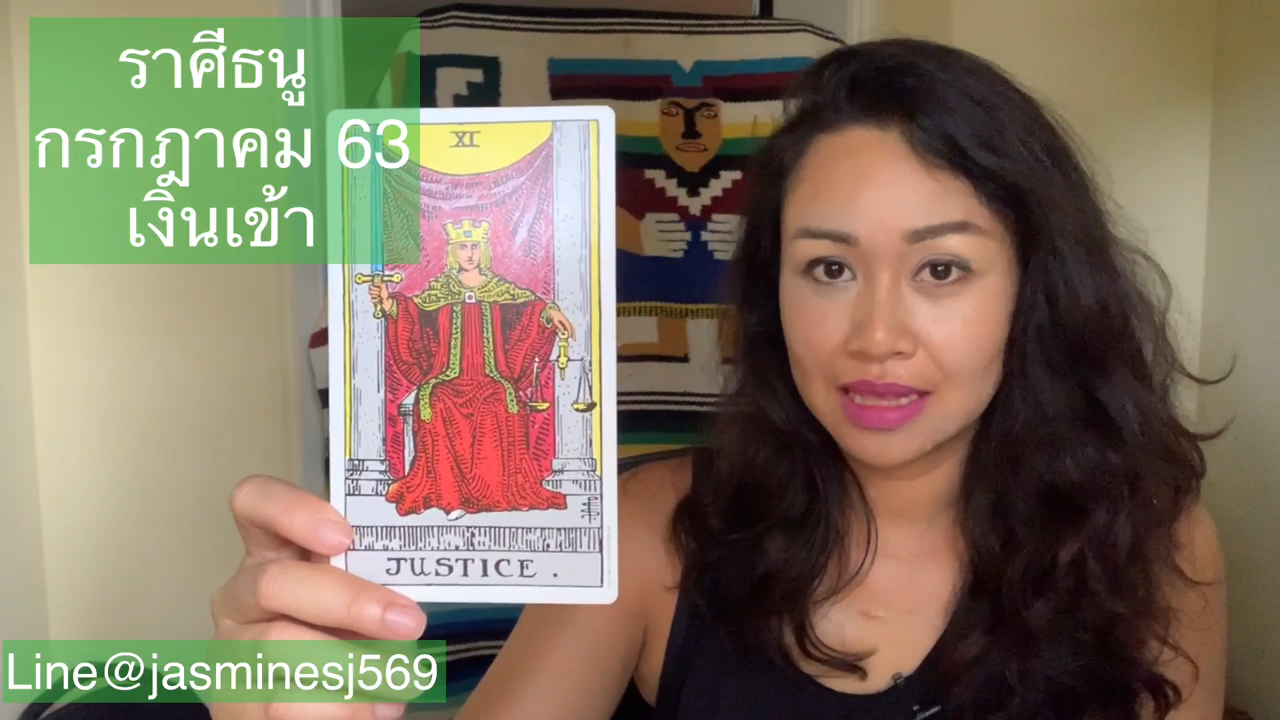 ราศีธนู
กรกฎาคม 63
เงินเข้า
XI
JUSTICE.
Line@jasminesj569